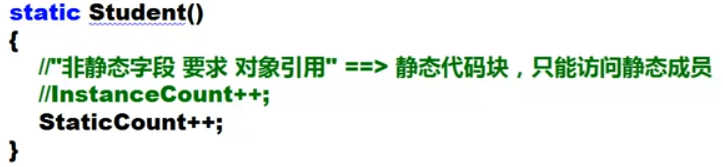 static Student()
{
//"非静态字段 要求 对象引用" ==> 静态代码块，只能访问静态成员
//InstanceCount++;
StaticCount++;
}